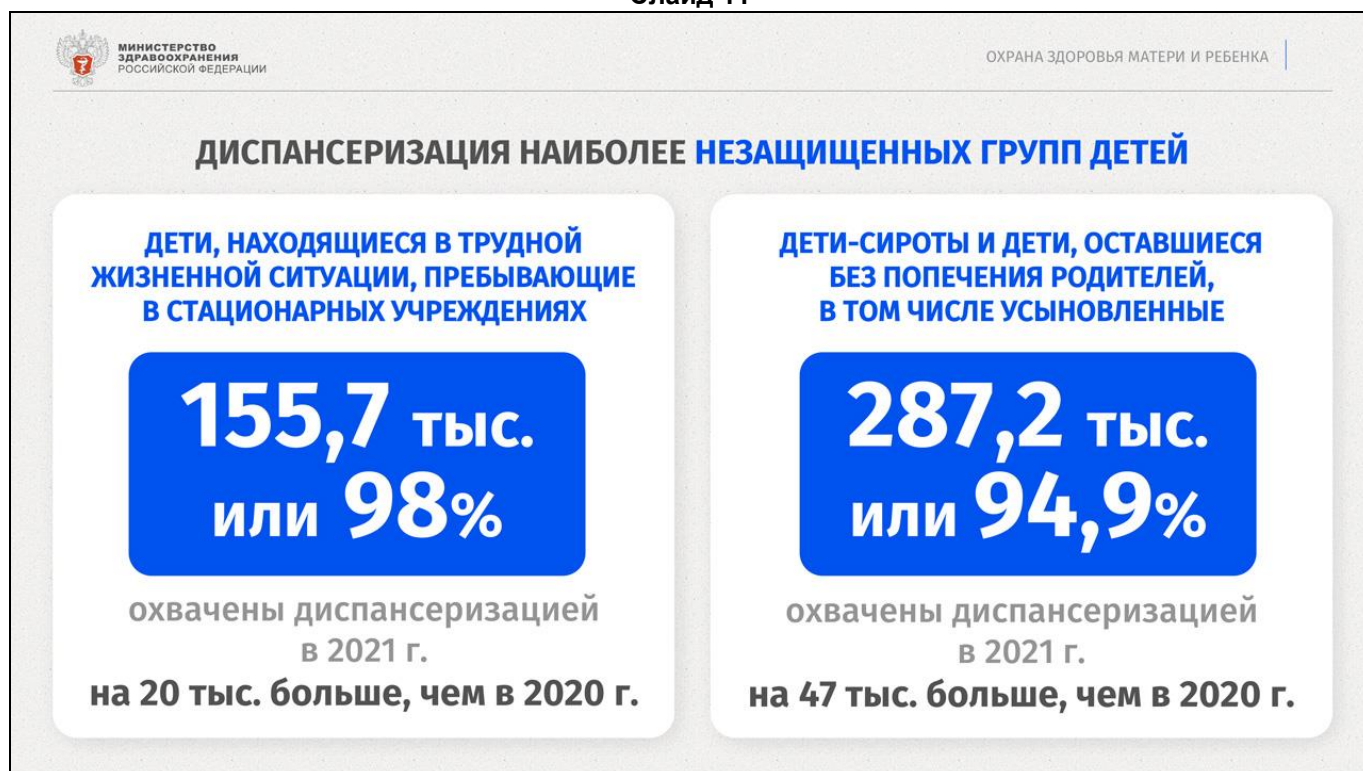 МИНИСТЕРСТВО
ЗДРАВООХРАНЕНИЯ
РОССИЙСКОЙ ФЕДЕРАЦИИ
ОХРАНА ЗДОРОВЬЯ МАТЕРИ И РЕБЕНКА
ДИСПАНСЕРИЗАЦИЯ НАИБОЛЕЕ НЕЗАЩИЩЕННЫХ ГРУПП ДЕТЕЙ
ДЕТИ, НАХОДЯЩИЕСЯ В ТРУДНОЙ
ЖИЗНЕННОЙ СИТУАЦИИ, ПРЕБЫВАЮЩИЕ
В СТАЦИОНАРНЫХ УЧРЕЖДЕНИЯХ
155,7 тыс.
или 98%
охвачены диспансеризацией
в 2021 г.
на 20 тыс. больше, чем в 2020 г.
ДЕТИ-СИРОТЫ И ДЕТИ, ОСТАВШИЕСЯ
БЕЗ ПОПЕЧЕНИЯ РОДИТЕЛЕЙ,
В ТОМ ЧИСЛЕ УСЫНОВЛЕННЫЕ
287,2 тыс.
или 94,9%
охвачены диспансеризацией
в 2021 г.
на 47 тыс. больше, чем в 2020 г.